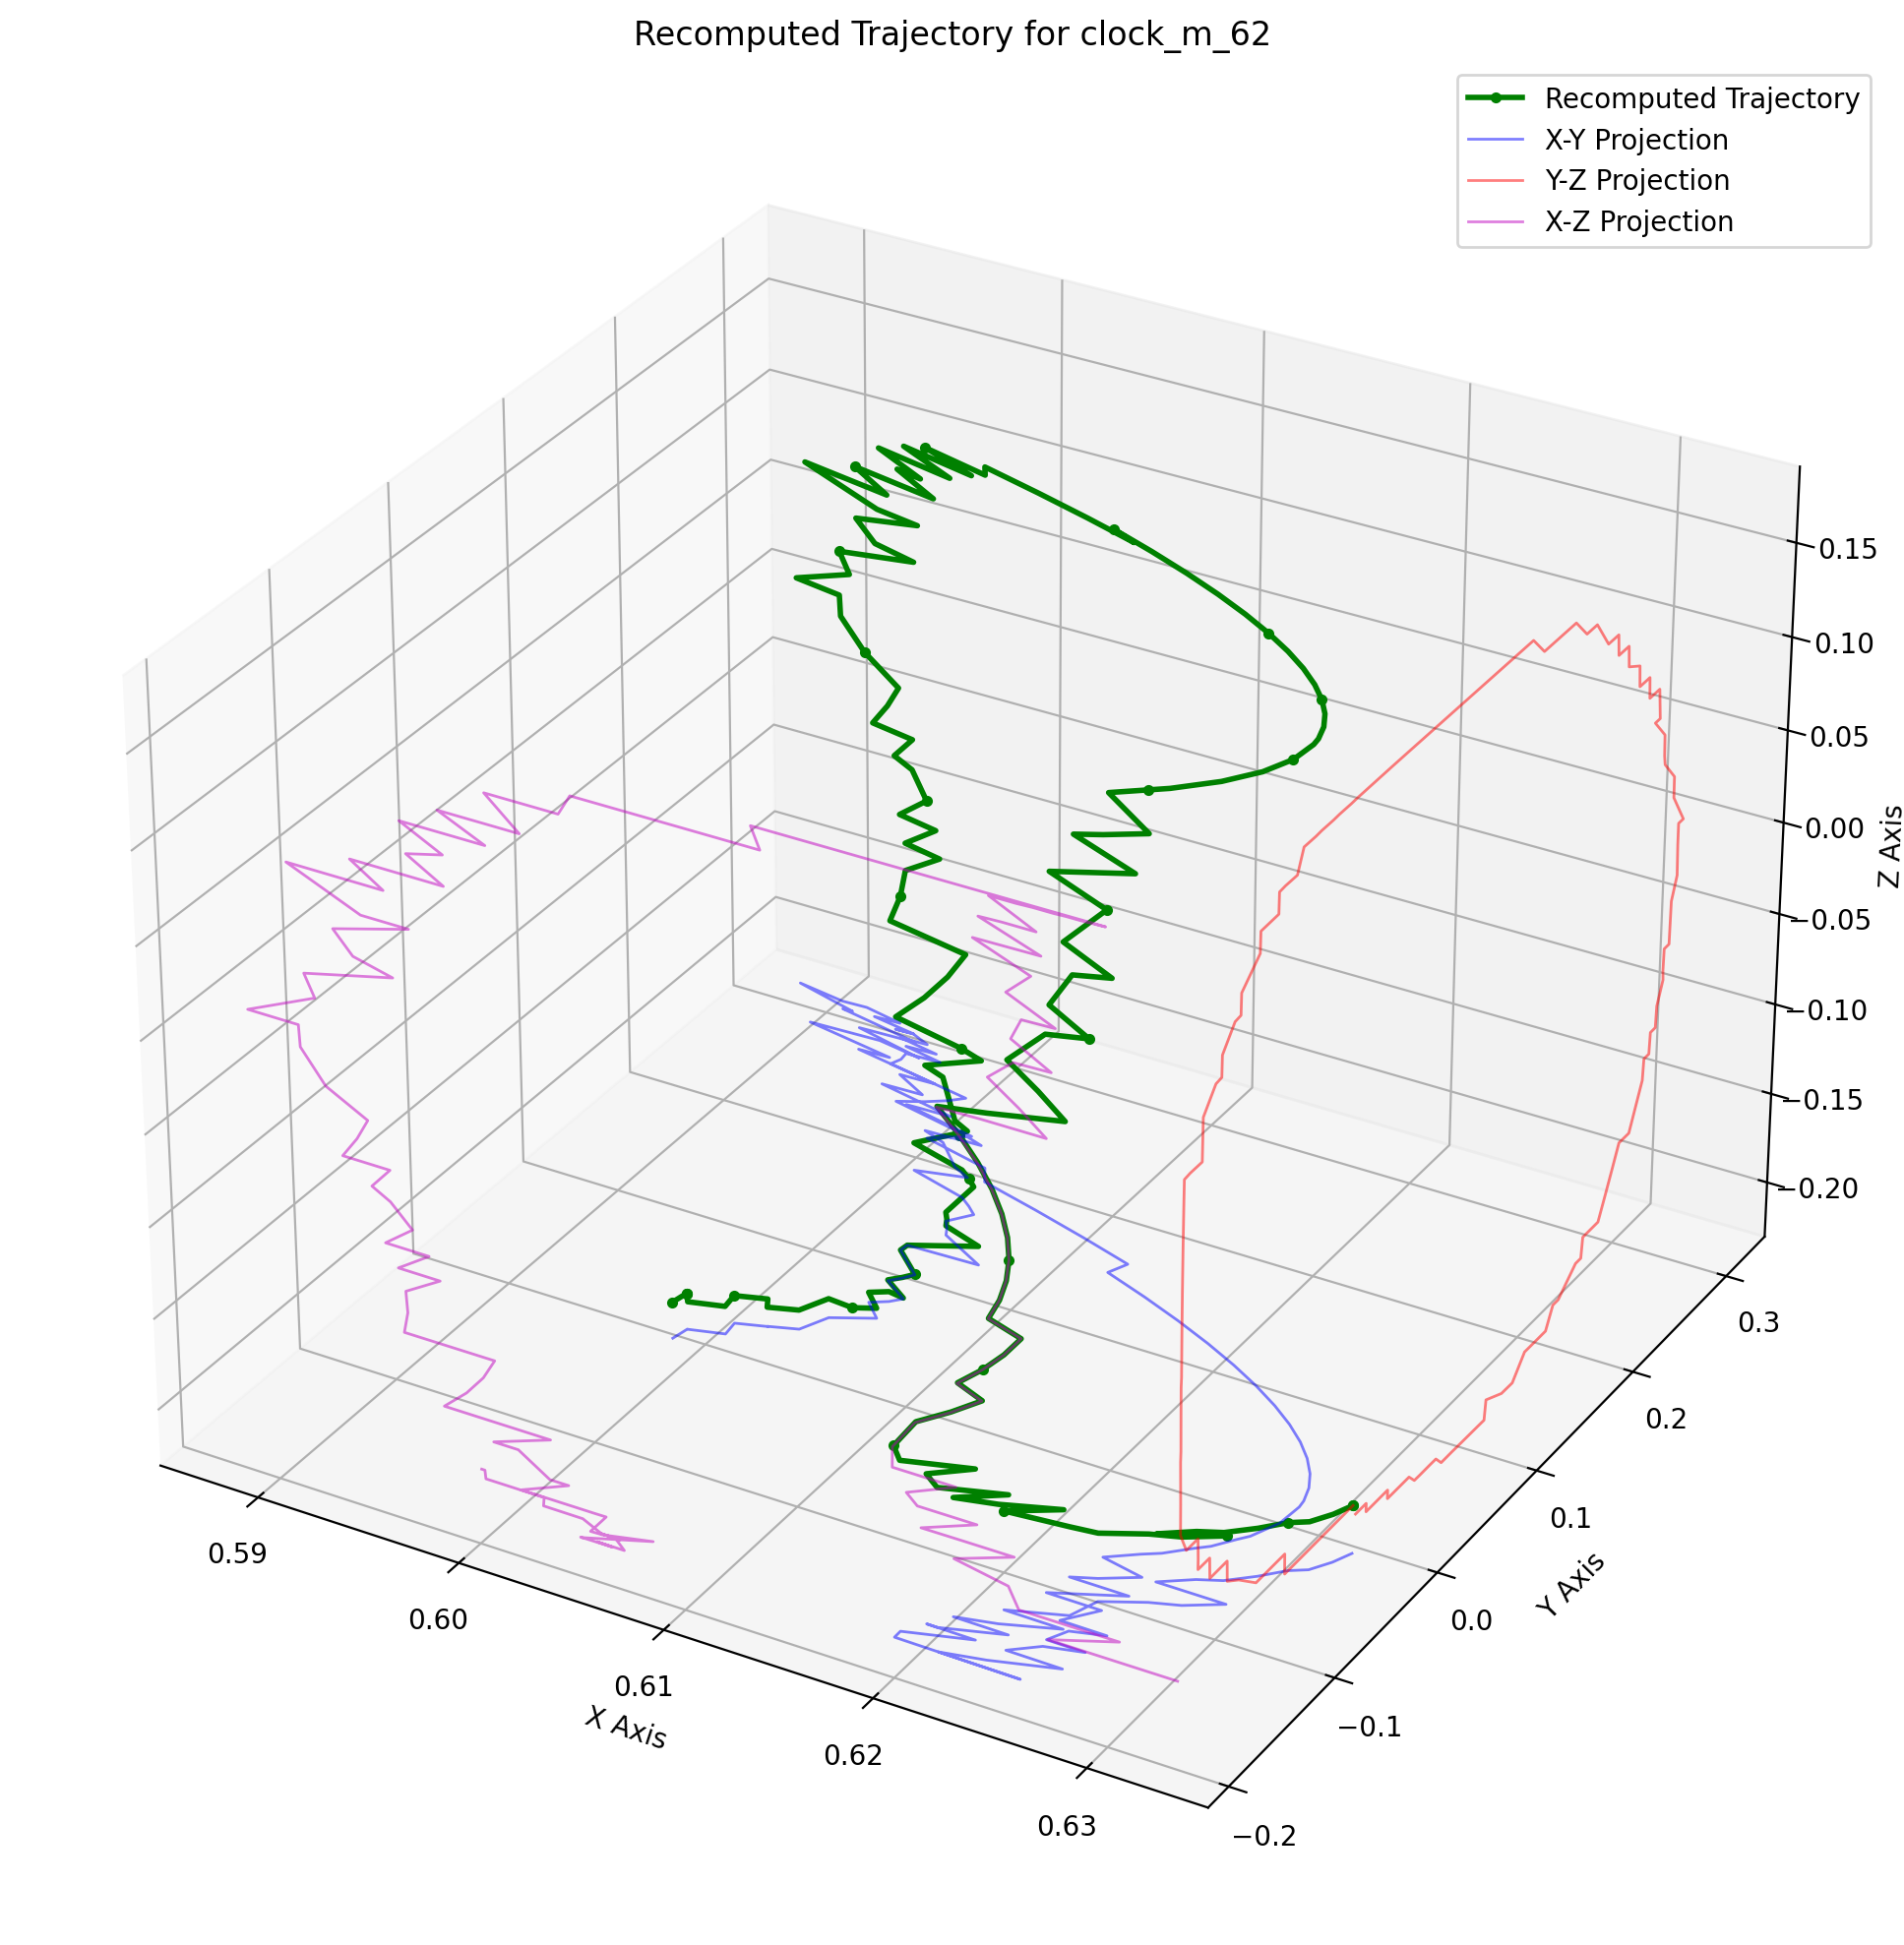 Recomputed Trajectory for clock_m_62
Recomputed Trajectory
X-Y Projection
Y-Z Projection
X-Z Projection
0.15
0.10
0.05
0.00
−0.05
−0.10
−0.15
−0.20
Z Axis
0.3
0.2
0.1
0.0
−0.1
−0.2
Y Axis
0.59
0.60
0.61
0.62
0.63
X Axis